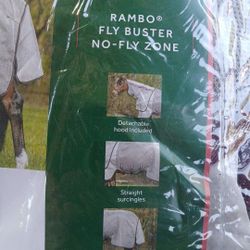 RAMBO®
FLY BUSTER
NO-FLY ZONE
Detachable
hood included
Straight
surcingles